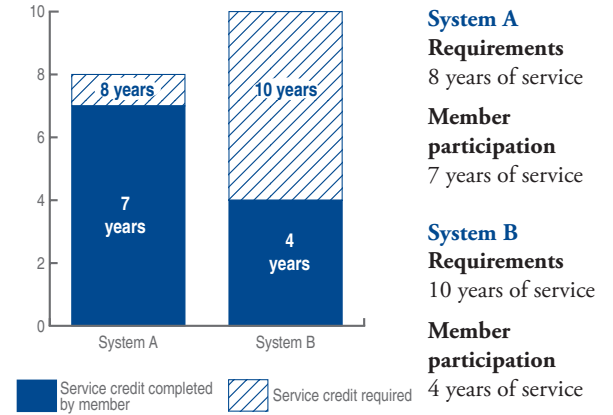 10
8
6
4
2
0
8 years
7
years
10 years
4
years
System A
System B
Service credit completed
by member
Service credit required
System A
Requirements
8 years of service
Member
participation
7 years of service
System B
Requirements
10 years of service
Member
participation
4 years of service